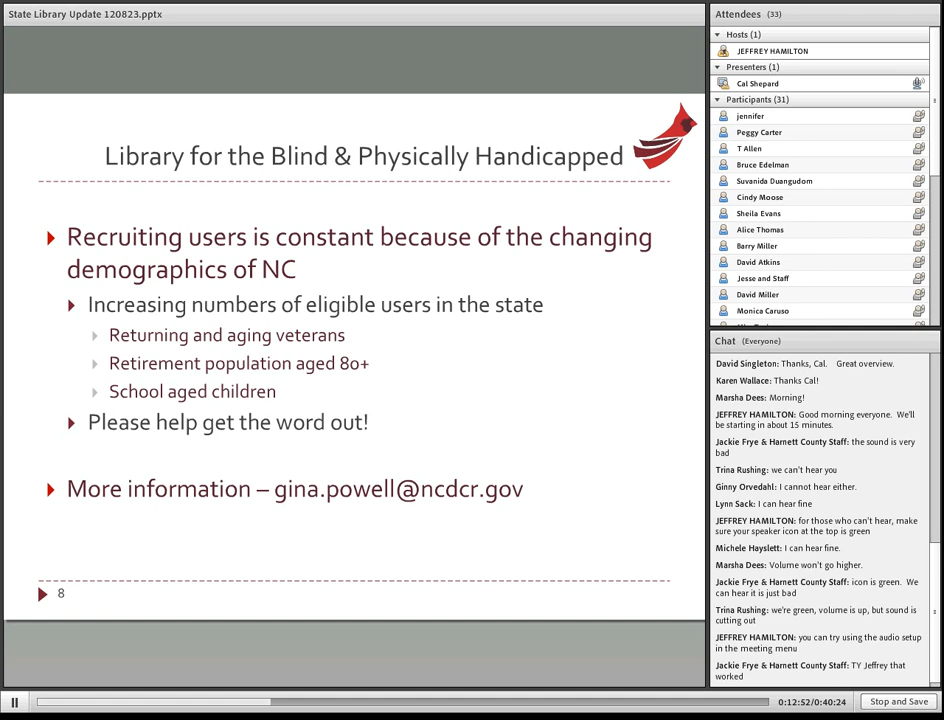 State Library Update 120823.pptx
Library for the Blind & Physically Handicapped
Recruiting users is constant because of the changing
demographics of NC
Increasing numbers of eligible users in the state
Returning and aging veterans
Retirement population aged 80+
School aged children
Please help get the word out!
More information – gina.powell@ncdcr.gov
8
Attendees (33)
Hosts (1)
JEFFREY HAMILTON
Presenters (1)
Cal Shepard
Participants (31)
jennifer
Peggy Carter
T Allen
Bruce Edelman
Suvanida Duangudom
Cindy Moose
Sheila Evans
Alice Thomas
Barry Miller
David Atkins
Jesse and Staff
David Miller
Monica Caruso
Chat (Everyone)
David Singleton: Thanks, Cal. Great overview.
Karen Wallace: Thanks Cal!
Marsha Dees: Morning!
JEFFREY HAMILTON: Good morning everyone. We'll
be starting in about 15 minutes.
Jackie Frye & Harnett County Staff: the sound is very
bad
Trina Rushing: we can't hear you
Ginny Orvedahl: I cannot hear either.
Lynn Sack: I can hear fine
JEFFREY HAMILTON: for those who can't hear, make
sure your speaker icon at the top is green
Michele Hayslett: I can hear fine.
Marsha Dees: Volume won't go higher.
Jackie Frye & Harnett County Staff: icon is green. We
can hear it is just bad
Trina Rushing: we're green, volume is up, but sound is
cutting out
JEFFREY HAMILTON: you can try using the audio setup
in the meeting menu
Jackie Frye & Harnett County Staff: TY Jeffrey that
worked
0:12:52/0:40:24
Stop and Save